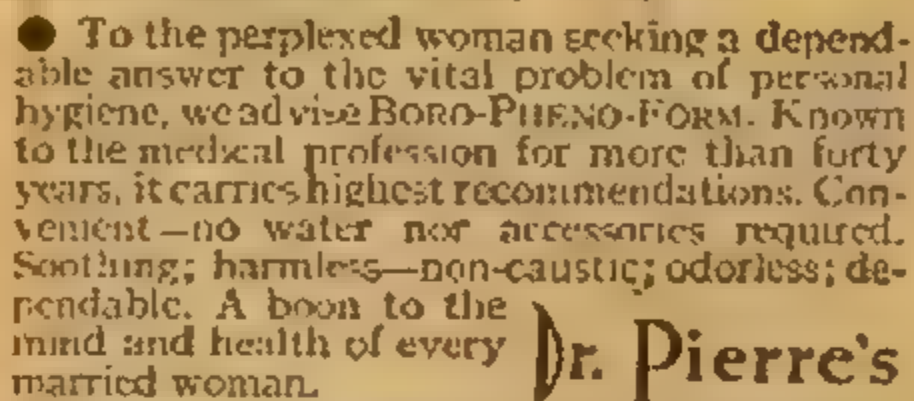 ● To the perplexed woman seeking a depend-
able answer to the vital problem of personal
hygiene, we advise BORO-PHENO-FORM. Known
to the medical profession for more than forty
years, it carries highest recommendations. Con-
venient—no water nor accessories required.
Soothing; harmless—non-caustic; odorless; de-
pendable. A boon to the
mind and health of every
married woman.
Dr. Pierre's